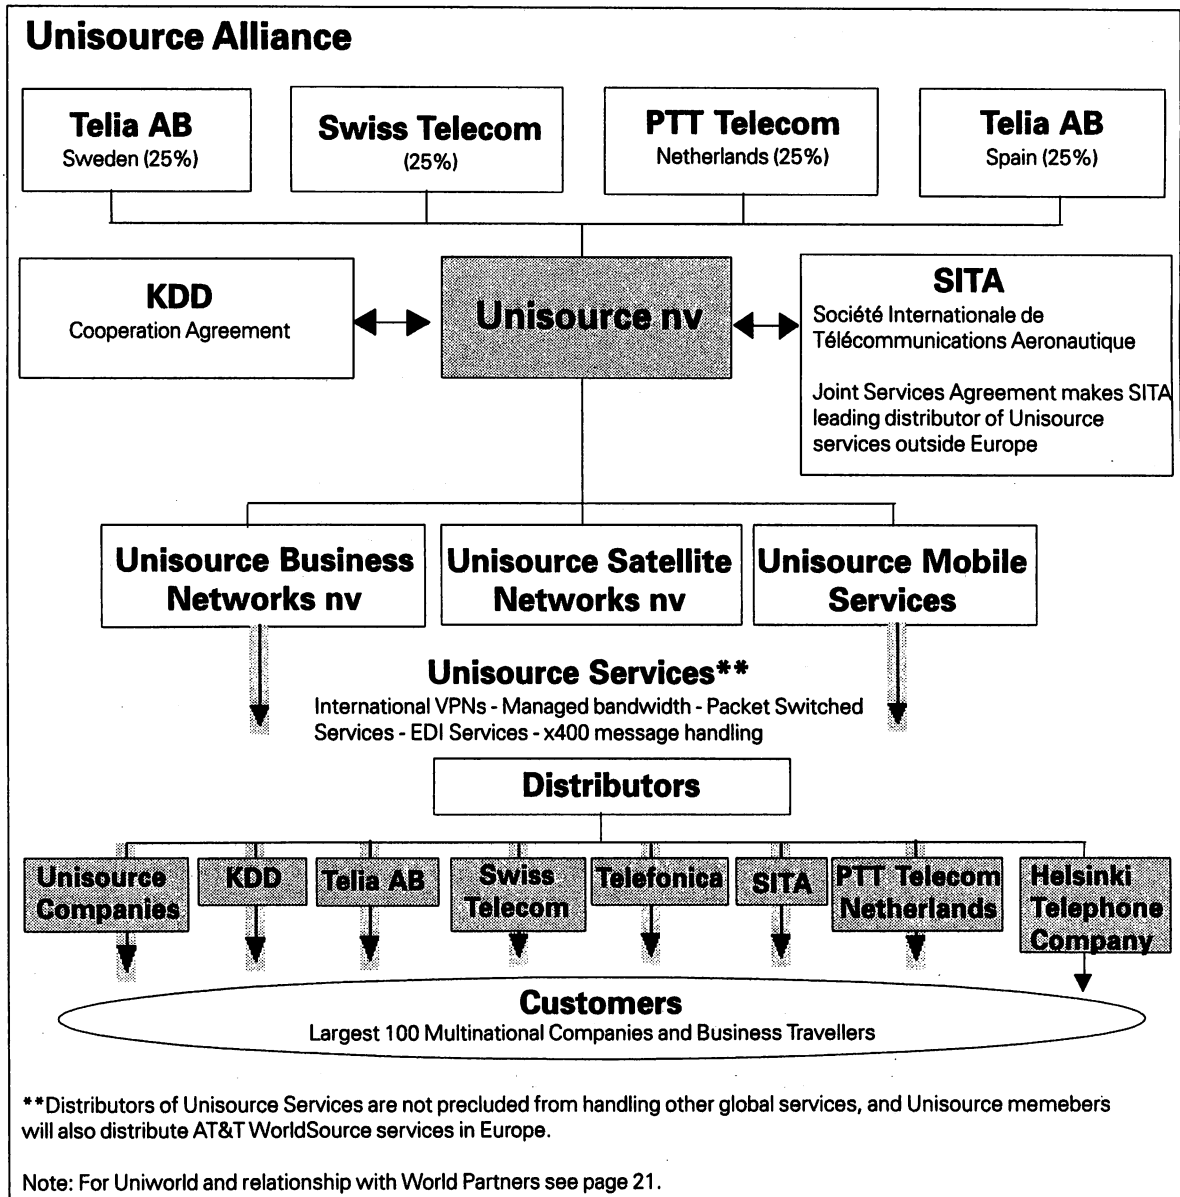 Unisource Alliance
Telia AB
Sweden (25%)
Swiss Telecom
(25%)
PTT Telecom
Netherlands (25%)
Telia AB
Spain (25%)
KDD
Cooperation Agreement
Unisource nv
SITA
Société Internationale de
Télécommunications Aeronautique
Joint Services Agreement makes SITA
leading distributor of Unisource
services outside Europe
Unisource Business
Networks nv
Unisource Satellite
Networks nv
Unisource Mobile
Services
Unisource Services**
International VPNs - Managed bandwidth - Packet Switched
Services - EDI Services - x400 message handling
Distributors
Unisource
Companies
KDD
Telia AB
Swiss
Telecom
Telefonica
SITA
PTT Telecom
Netherlands
Helsinki
Telephone
Company
Customers
Largest 100 Multinational Companies and Business Travellers
**Distributors of Unisource Services are not precluded from handling other global services, and Unisource memebers
will also distribute AT&T WorldSource services in Europe.
Note: For Uniworld and relationship with World Partners see page 21.